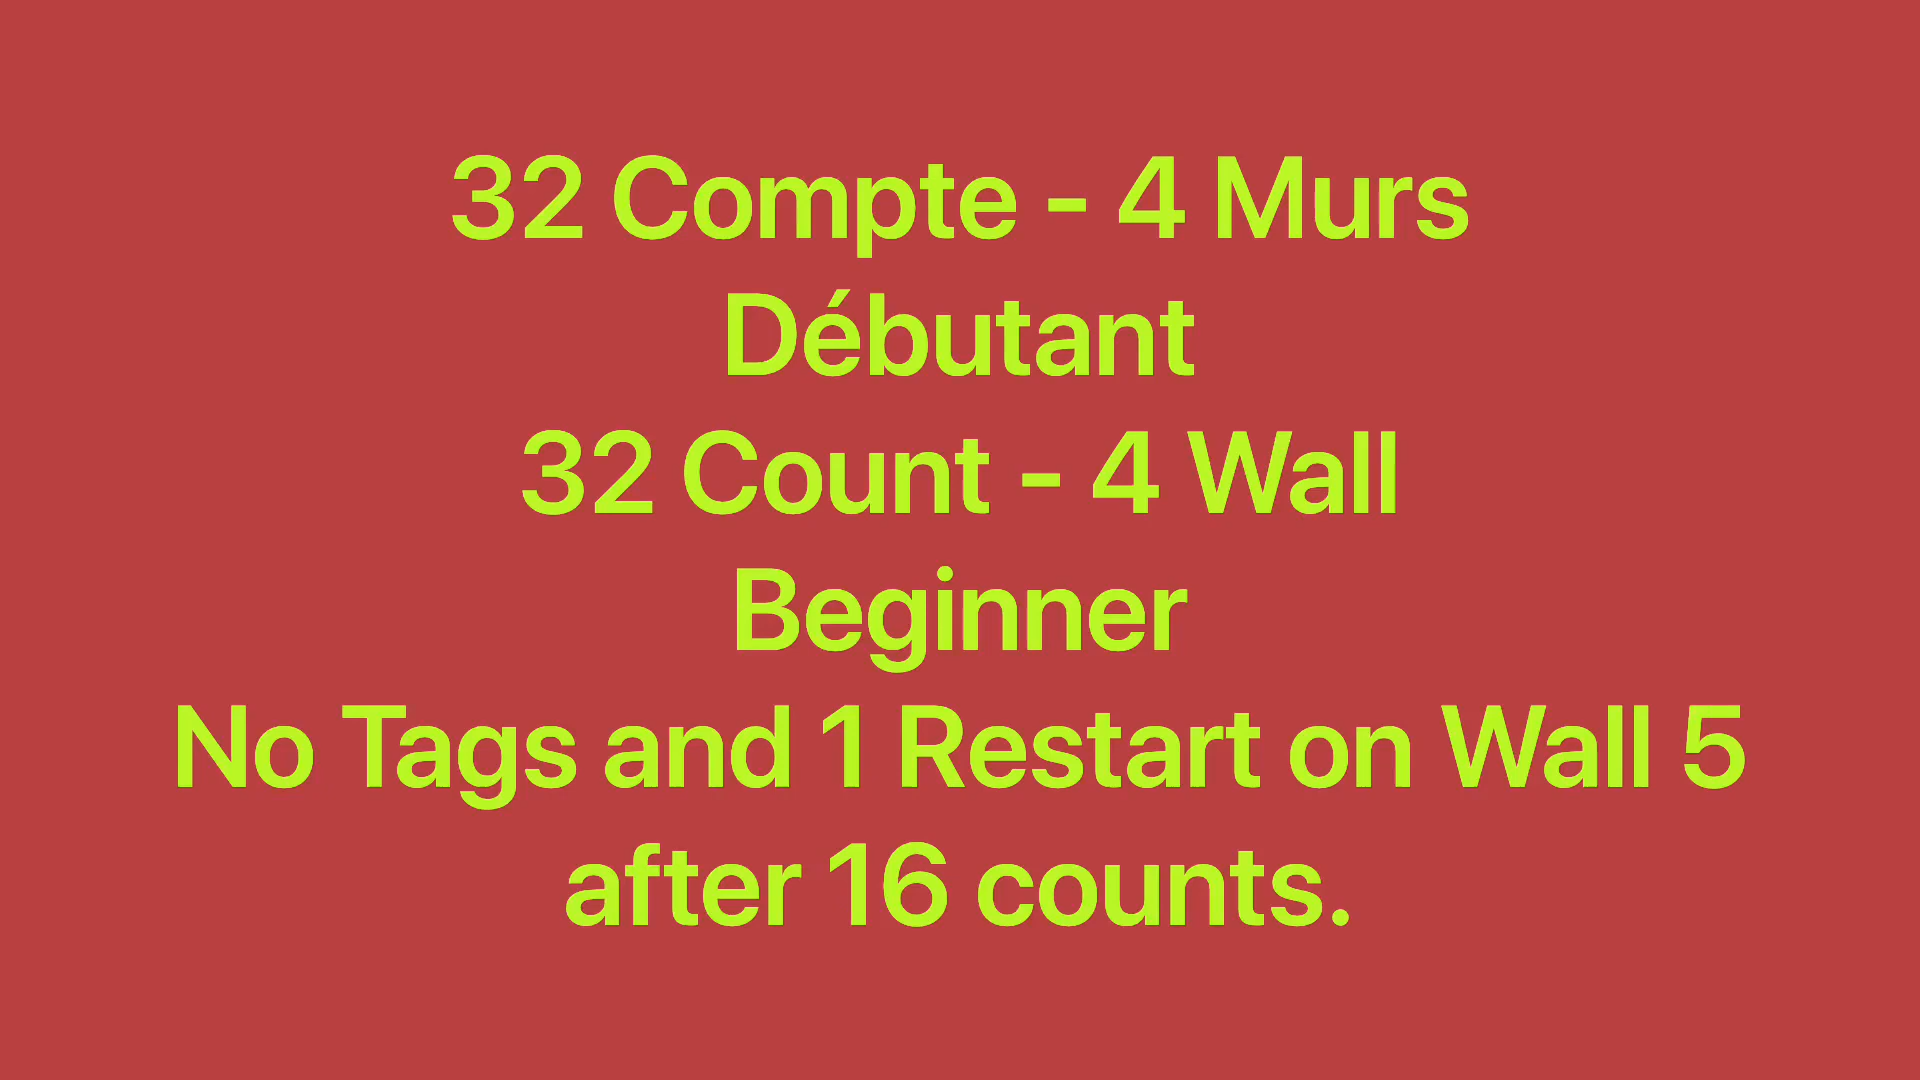 32 Compte - 4 Murs
Débutant
32 Count - 4 Wall
Beginner
No Tags and 1 Restart on Wall 5
after 16 counts.